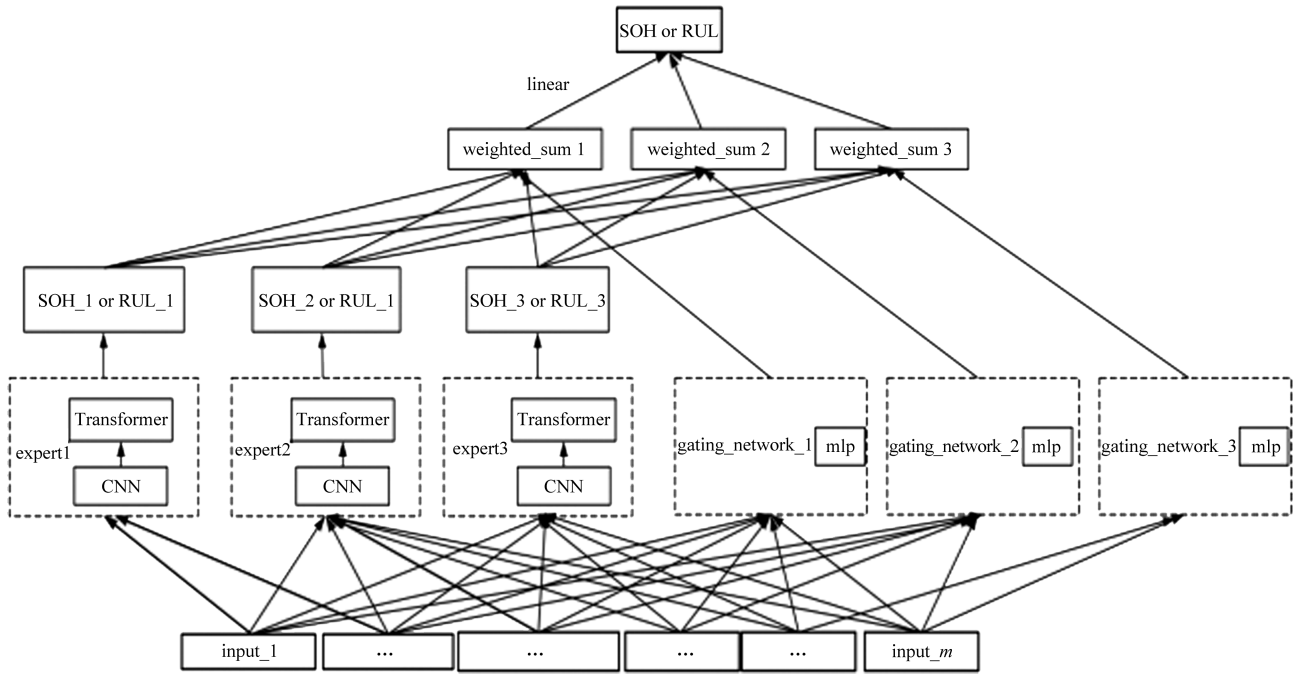 SOH or RUL
linear
weighted_sum 1
weighted_sum 2
weighted_sum 3
SOH_1 or RUL_1
SOH_2 or RUL_1
SOH_3 or RUL_3
Transformer
expert1
CNN
Transformer
expert2
CNN
Transformer
expert3
CNN
gating_network_1
mlp
gating_network_2
mlp
gating_network_3
mlp
input_1
...
...
...
...
input_m